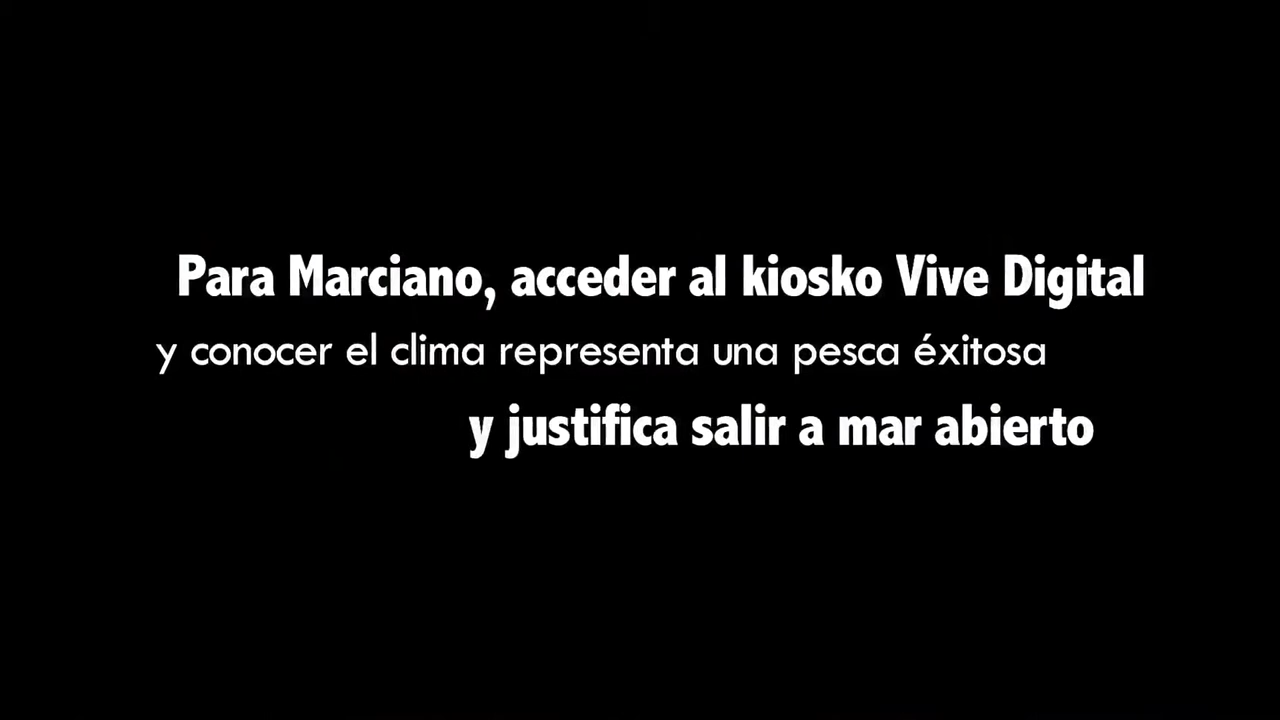 Para Marciano, acceder al kiosko Vive Digital
y conocer el clima representa una pesca éxitosa
y justifica salir a mar abierto